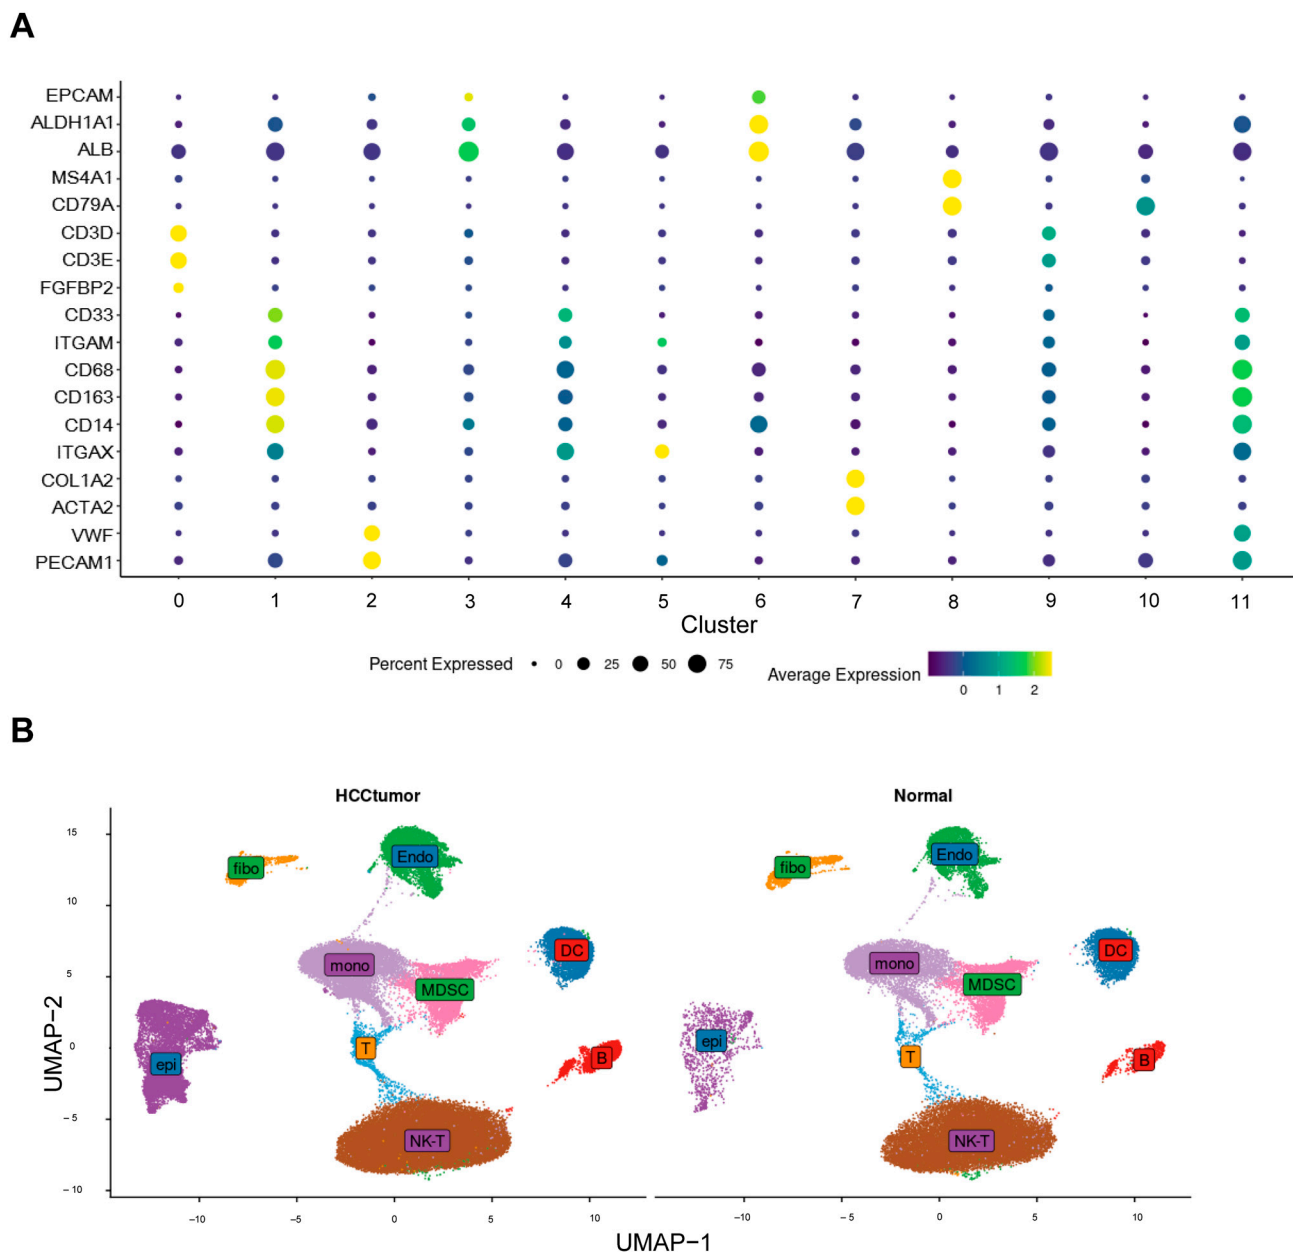 A
EPCAM
ALDH1A1
ALB
MS4A1
CD79A
CD3D
CD3E
FGFBP2
CD33
ITGAM
CD68
CD163
CD14
ITGAX
COL1A2
ACTA2
VWF
PECAM1
0 1 2 3 4 5 6 7 8 9 10 11
Cluster
Percent Expressed 0 25 50 75
Average Expression
0 1 2
B
HCCtumor Normal
15
10
5
0
−5
−10
UMAP−2
fibo Endo
DC
mono
MDSC
epi
T
B
NK-T
fibo Endo
DC
mono
MDSC
epi
T
B
NK-T
−10 −5 0 5 10 −10 −5 0 5 10
UMAP−1